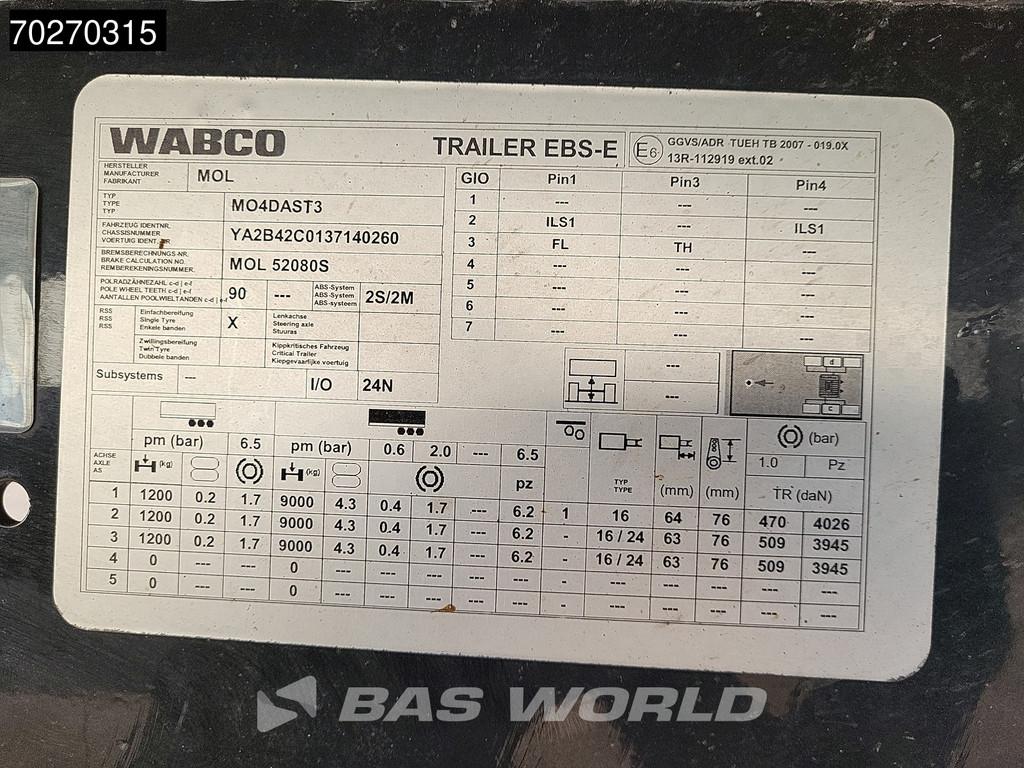 70270315
WABCO TRAILER EBS-E E6 GGVS/ADR TUEH TB 2007 - 019.0X
13R-112919 ext.02
HERSTELLER
MANUFACTURER
FABRIKANT
MOL
TYP
TYPE
TYP
MO4DAST3
FAHRZEUG IDENTNR.
CHASSISNUMMER
VOERTUIG IDENT. NR
YA2B42C0137140260
BREMSBERECHNUNGS-NR.
BRAKE CALCULATION NO.
REMBEREKENINGSNUMMER.
MOL 52080S
POLRADZÄHNEZAHL c-d | e-f
POLE WHEEL TEETH c-d | e-f
AANTALLEN POOLWIELTANDEN c-d | e-f
90 ---
ABS-System
ABS-System
ABS-systeem
2S/2M
RSS
RSS
RSS
Einfachbereifung
Single Tyre
Enkele banden
X
Lenkachse
Steering axle
Stuuras
Zwillingsbereifung
Twin Tyre
Dubbele banden
Kippkritisches Fahrzeug
Critical Trailer
Kiepgevaarlijke voertuig
Subsystems --- I/O 24N
GIO Pin1 Pin3 Pin4
1 --- --- ---
2 ILS1 --- ILS1
3 FL TH ---
4 --- --- ---
5 --- --- ---
6 --- --- ---
7 --- --- ---
---
---
d
c
pm (bar) 6.5 pm (bar) 0.6 2.0 --- 6.5
(bar)
1.0 Pz
ACHSE
AXLE
AS
(kg) (kg) pz
TYP
TYPE
(mm) (mm) TR (daN)
1 1200 0.2 1.7 9000 4.3 0.4 1.7 --- 6.2 1 16 64 76 470 4026
2 1200 0.2 1.7 9000 4.3 0.4 1.7 --- 6.2 - 16 / 24 63 76 509 3945
3 1200 0.2 1.7 9000 4.3 0.4 1.7 --- 6.2 - 16 / 24 63 76 509 3945
4 0 --- --- 0 --- --- --- --- --- - --- --- --- --- ---
5 0 --- --- 0 --- --- --- --- --- - --- --- --- --- ---
BAS WORLD